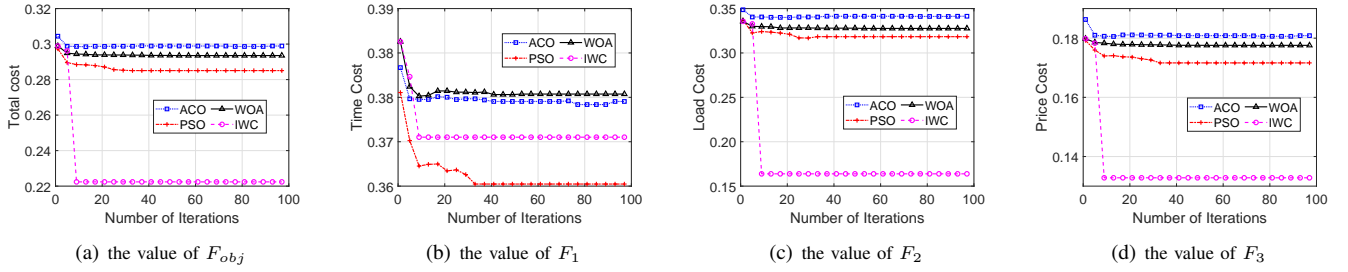 0.3
0.28
0.26
0.24
0.22
Total cost
0 20 40 60 80 100
Number of Iterations
ACO WOA
PSO IWC
(a) the value of F_obj
0.39
0.38
0.38
0.37
0.36
Time Cost
0 20 40 60 80 100
Number of Iterations
ACO WOA
PSO IWC
(b) the value of F_1
0.35
0.30
0.25
0.20
0.15
Load Cost
0 20 40 60 80 100
Number of Iterations
ACO WOA
PSO IWC
(c) the value of F_2
0.18
0.16
0.14
Price Cost
0 20 40 60 80 100
Number of Iterations
ACO WOA
PSO IWC
(d) the value of F_3